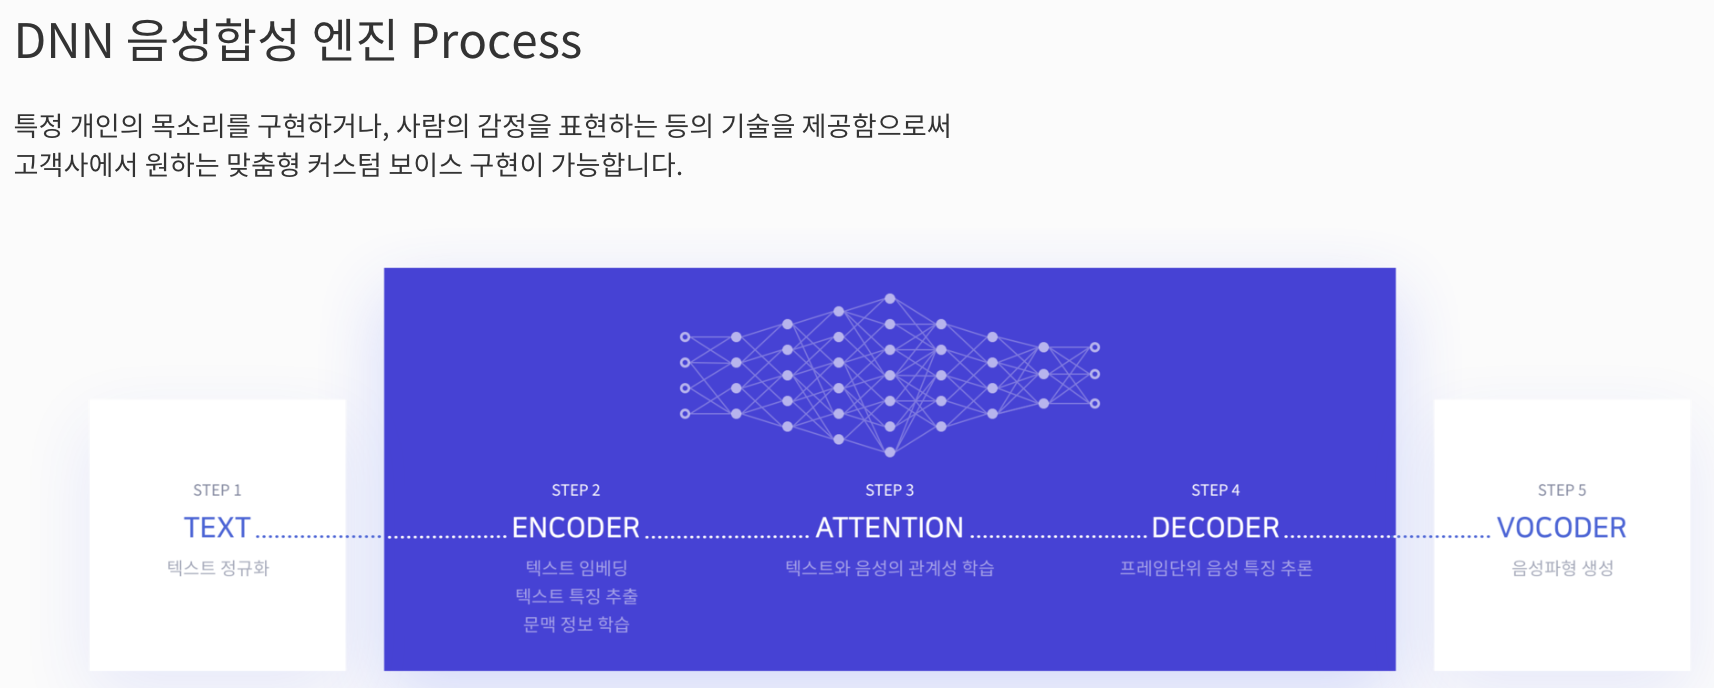 DNN 음성합성 엔진 Process
특정 개인의 목소리를 구현하거나, 사람의 감정을 표현하는 등의 기술을 제공함으로써
고객사에서 원하는 맞춤형 커스텀 보이스 구현이 가능합니다.
STEP 1
TEXT
텍스트 정규화
STEP 2
ENCODER
텍스트 임베딩
텍스트 특징 추출
문맥 정보 학습
STEP 3
ATTENTION
텍스트와 음성의 관계성 학습
STEP 4
DECODER
프레임단위 음성 특징 추론
STEP 5
VOCODER
음성파형 생성